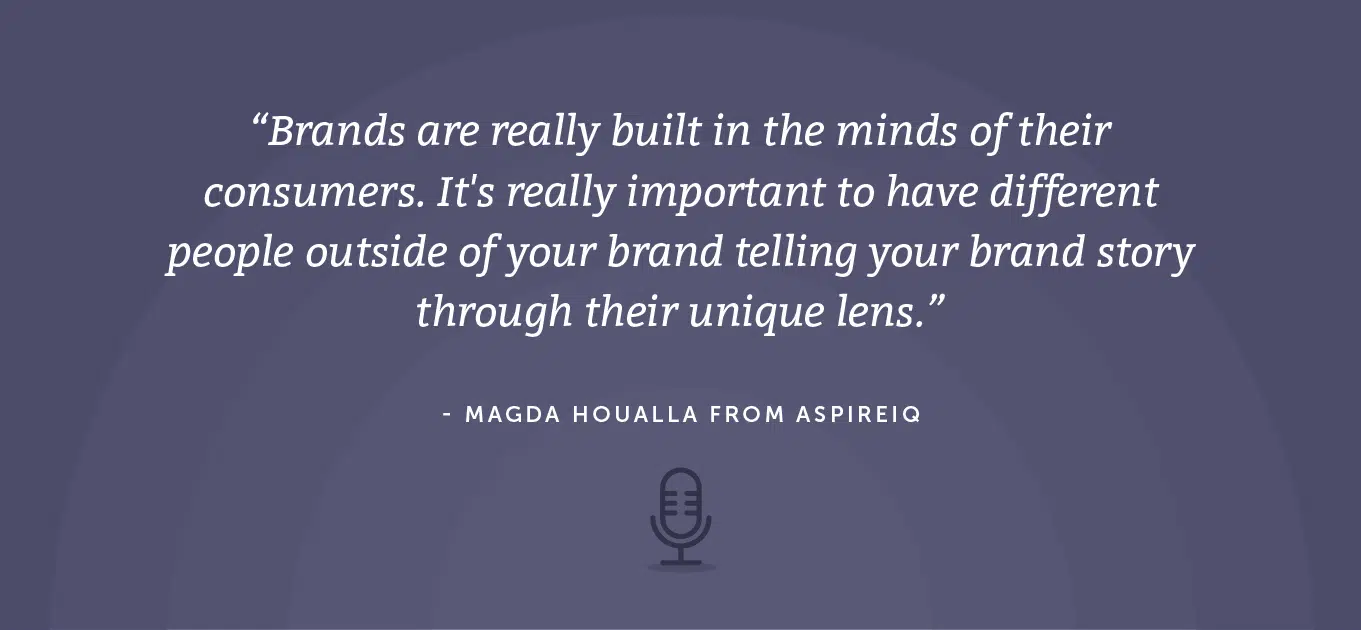 “Brands are really built in the minds of their
consumers. It's really important to have different
people outside of your brand telling your brand story
through their unique lens.”
- MAGDA HOUALLA FROM ASPIREIQ